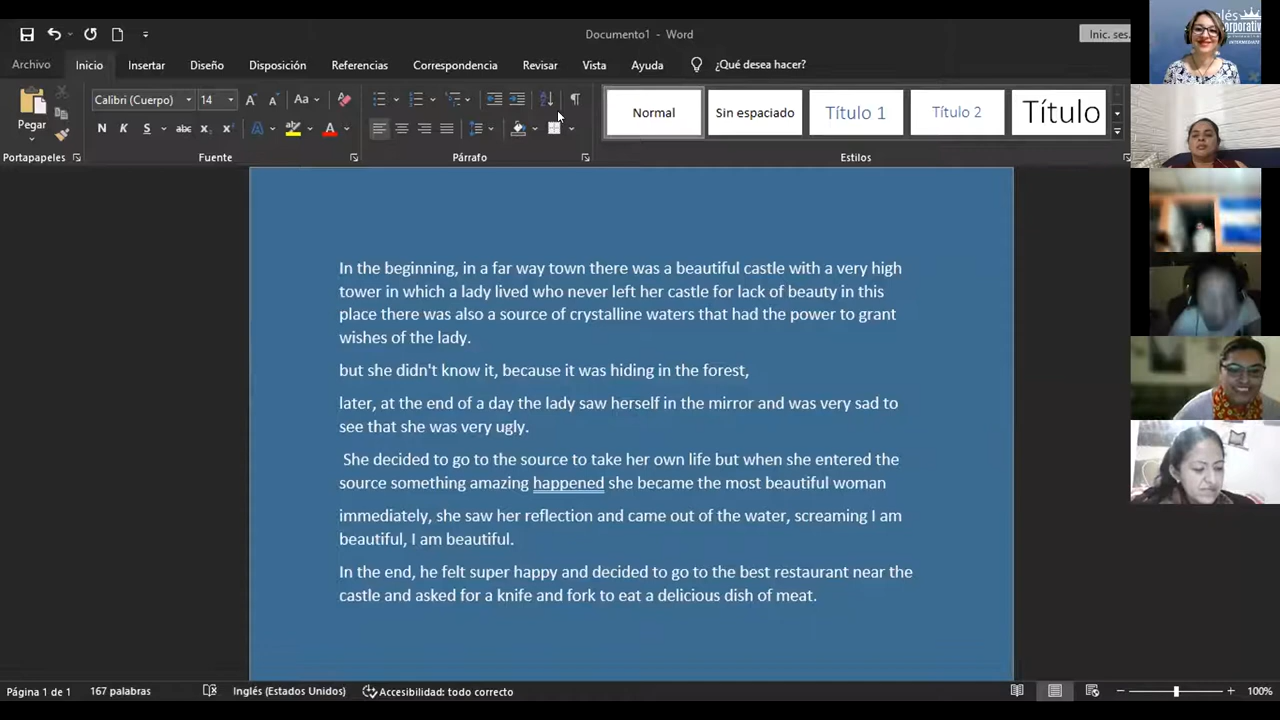 Documento1 - Word
Inic. ses.
Archivo Inicio Insertar Diseño Disposición Referencias Correspondencia Revisar Vista Ayuda ¿Qué desea hacer?
Pegar
Calibri (Cuerpo) 14
Aa
N K S abc x₂ x² A A
Normal
Sin espaciado
Título 1
Título 2
Título
Portapapeles Fuente Párrafo Estilos
In the beginning, in a far way town there was a beautiful castle with a very high
tower in which a lady lived who never left her castle for lack of beauty in this
place there was also a source of crystalline waters that had the power to grant
wishes of the lady.
but she didn't know it, because it was hiding in the forest,
later, at the end of a day the lady saw herself in the mirror and was very sad to
see that she was very ugly.
She decided to go to the source to take her own life but when she entered the
source something amazing happened she became the most beautiful woman
immediately, she saw her reflection and came out of the water, screaming I am
beautiful, I am beautiful.
In the end, he felt super happy and decided to go to the best restaurant near the
castle and asked for a knife and fork to eat a delicious dish of meat.
Página 1 de 1 167 palabras Inglés (Estados Unidos) Accesibilidad: todo correcto 100%
INTERMEDIATE